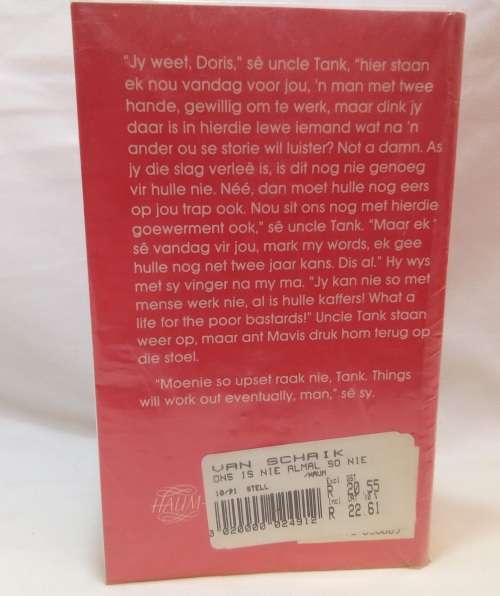 "Jy weet, Doris," sê uncle Tank, "hier staan
ek nou vandag voor jou, 'n man met twee
hande, gewillig om te werk, maar dink jy
daar is in hierdie lewe iemand wat na 'n
ander ou se storie wil luister? Not a damn. As
jy die slag verleë is, is dit nog nie genoeg
vir hulle nie. Néé, dan moet hulle nog eers
op jou trap ook. Nou sit ons nog met hierdie
goewerment ook," sê uncle Tank. "Maar ek
sê vandag vir jou, mark my words, ek gee
hulle nog net twee jaar kans. Dis al." Hy wys
met sy vinger na my ma. "Jy kan nie so met
mense werk nie, al is hulle kaffers! What a
life for the poor bastards!" Uncle Tank staan
weer op, maar ant Mavis druk hom terug op
die stoel.
"Moenie so upset raak nie, Tank. Things
will work out eventually, man," sê sy.
VAN SCHAIK
ONS IS NIE ALMAL SO NIE
/HAUM
10/91 STELL
R 20.55
R 22.61
3 020000 024912
HAUM-